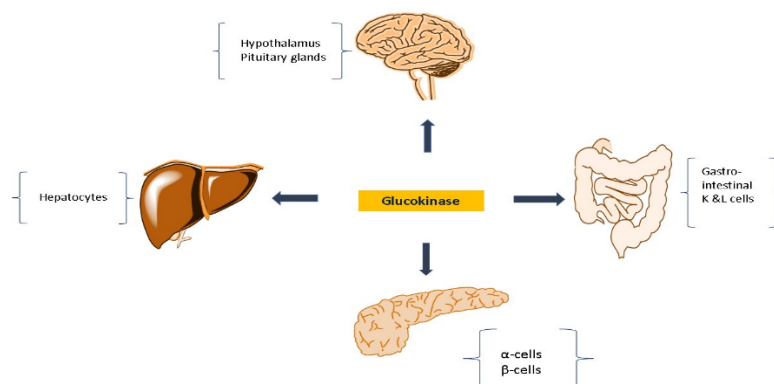 Hypothalamus
Pituitary glands
Hepatocytes
Glucokinase
Gastro-
intestinal
K &L cells
α-cells
β-cells